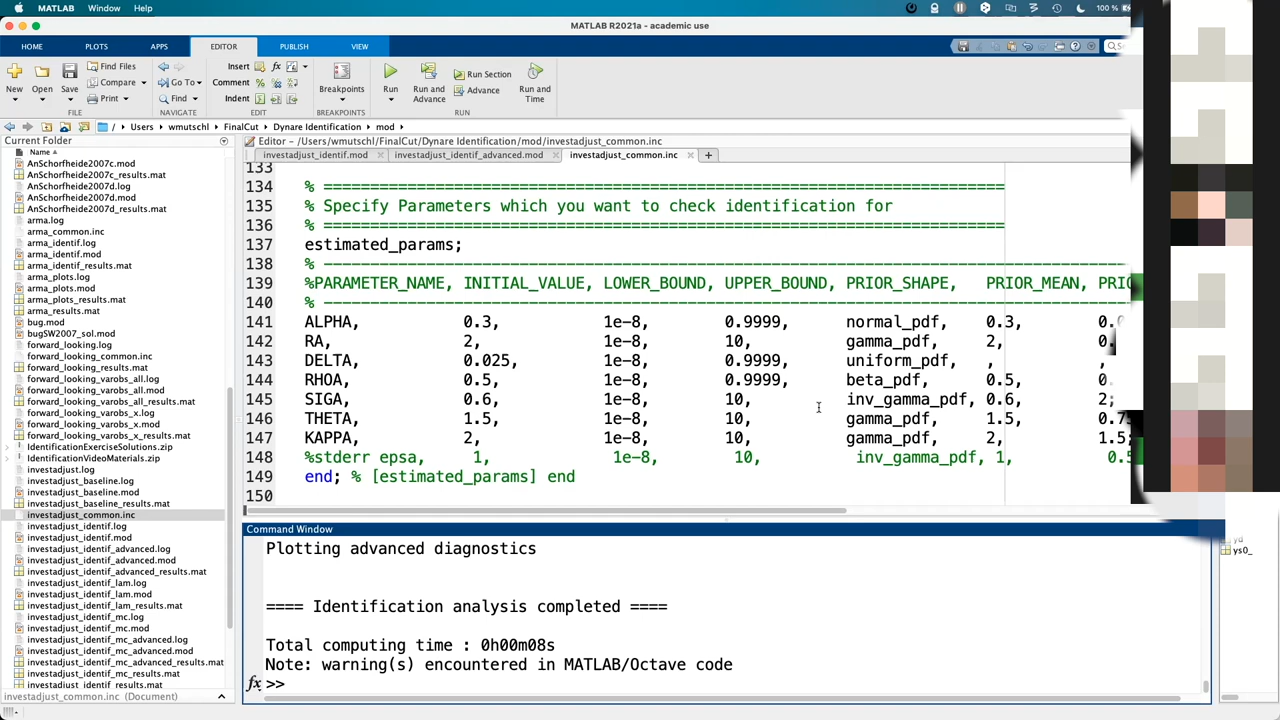 MATLAB Window Help 100 %
MATLAB R2021a - academic use
HOME PLOTS APPS EDITOR PUBLISH VIEW
New Open Save Find Files Compare Print Go To Find Insert Comment Indent Breakpoints Run Run and Advance Run Section Advance Run and Time
FILE NAVIGATE EDIT BREAKPOINTS RUN
/ Users wmutschl FinalCut Dynare Identification mod
Current Folder
Name
AnSchorfheide2007c.mod
AnSchorfheide2007c_results.mat
AnSchorfheide2007d.log
AnSchorfheide2007d.mod
AnSchorfheide2007d_results.mat
arma.log
arma_common.inc
arma_identif.log
arma_identif.mod
arma_identif_results.mat
arma_plots.log
arma_plots.mod
arma_plots_results.mat
arma_results.mat
bug.mod
bugSW2007_sol.mod
forward_looking.log
forward_looking_common.inc
forward_looking_results.mat
forward_looking_varobs_all.log
forward_looking_varobs_all.mod
forward_looking_varobs_all_results.mat
forward_looking_varobs_x.log
forward_looking_varobs_x.mod
forward_looking_varobs_x_results.mat
IdentificationExerciseSolutions.zip
IdentificationVideoMaterials.zip
investadjust.log
investadjust_baseline.log
investadjust_baseline.mod
investadjust_baseline_results.mat
investadjust_common.inc
investadjust_identif.log
investadjust_identif.mod
investadjust_identif_advanced.log
investadjust_identif_advanced.mod
investadjust_identif_advanced_results.mat
investadjust_identif_lam.log
investadjust_identif_lam.mod
investadjust_identif_lam_results.mat
investadjust_identif_mc.log
investadjust_identif_mc.mod
investadjust_identif_mc_advanced.log
investadjust_identif_mc_advanced.mod
investadjust_identif_mc_advanced_results.mat
investadjust_identif_mc_results.mat
investadjust_identif_results.mat
investadjust_common.inc (Document)
Editor - /Users/wmutschl/FinalCut/Dynare Identification/mod/investadjust_common.inc
investadjust_identif.mod investadjust_identif_advanced.mod investadjust_common.inc
133
134 % =======================================================================
135 % Specify Parameters which you want to check identification for
136 % =======================================================================
137 estimated_params;
138 % -----------------------------------------------------------------------
139 %PARAMETER_NAME, INITIAL_VALUE, LOWER_BOUND, UPPER_BOUND, PRIOR_SHAPE, PRIOR_MEAN,
140 % -----------------------------------------------------------------------
141 ALPHA, 0.3, 1e-8, 0.9999, normal_pdf, 0.3,
142 RA, 2, 1e-8, 10, gamma_pdf, 2,
143 DELTA, 0.025, 1e-8, 0.9999, uniform_pdf, , ,
144 RHOA, 0.5, 1e-8, 0.9999, beta_pdf, 0.5,
145 SIGA, 0.6, 1e-8, 10, inv_gamma_pdf, 0.6, 2;
146 THETA, 1.5, 1e-8, 10, gamma_pdf, 1.5,
147 KAPPA, 2, 1e-8, 10, gamma_pdf, 2, 1.5;
148 %stderr epsa, 1, 1e-8, 10, inv_gamma_pdf, 1,
149 end; % [estimated_params] end
150
Command Window
Plotting advanced diagnostics
==== Identification analysis completed ====
Total computing time : 0h00m08s
Note: warning(s) encountered in MATLAB/Octave code
fx >>
yd
ys0_